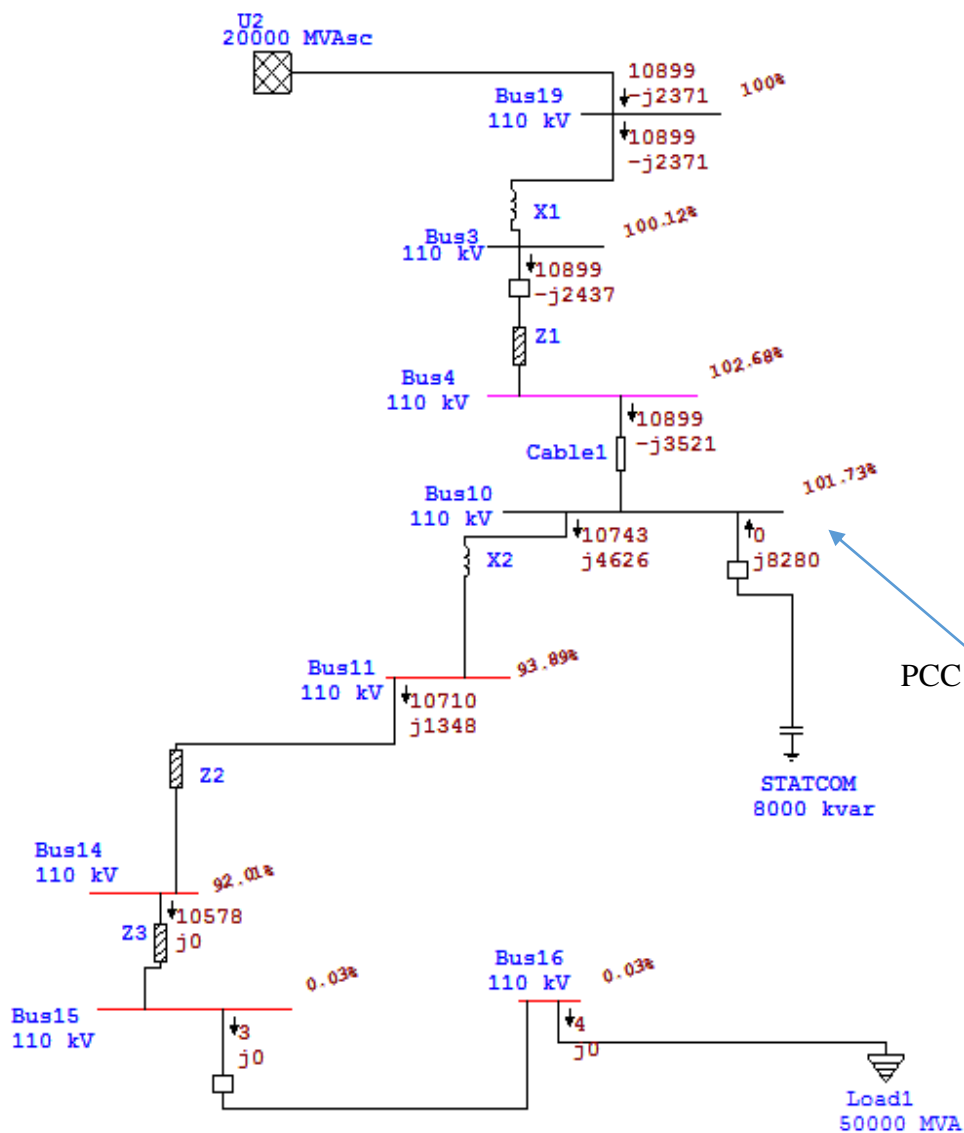 U2
20000 MVAsc
10899
-j2371
100%
Bus19
110 kV
10899
-j2371
X1
100.12%
Bus3
110 kV
10899
-j2437
Z1
102.68%
Bus4
110 kV
10899
-j3521
Cable1
101.73%
Bus10
110 kV
10743
j4626
0
j8280
X2
PCC
Bus11
110 kV
93.89%
10710
j1348
Z2
STATCOM
8000 kvar
Bus14
110 kV
92.01%
10578
j0
Z3
Bus16
110 kV
0.03%
0.03%
Bus15
110 kV
3
j0
4
j0
Load1
50000 MVA